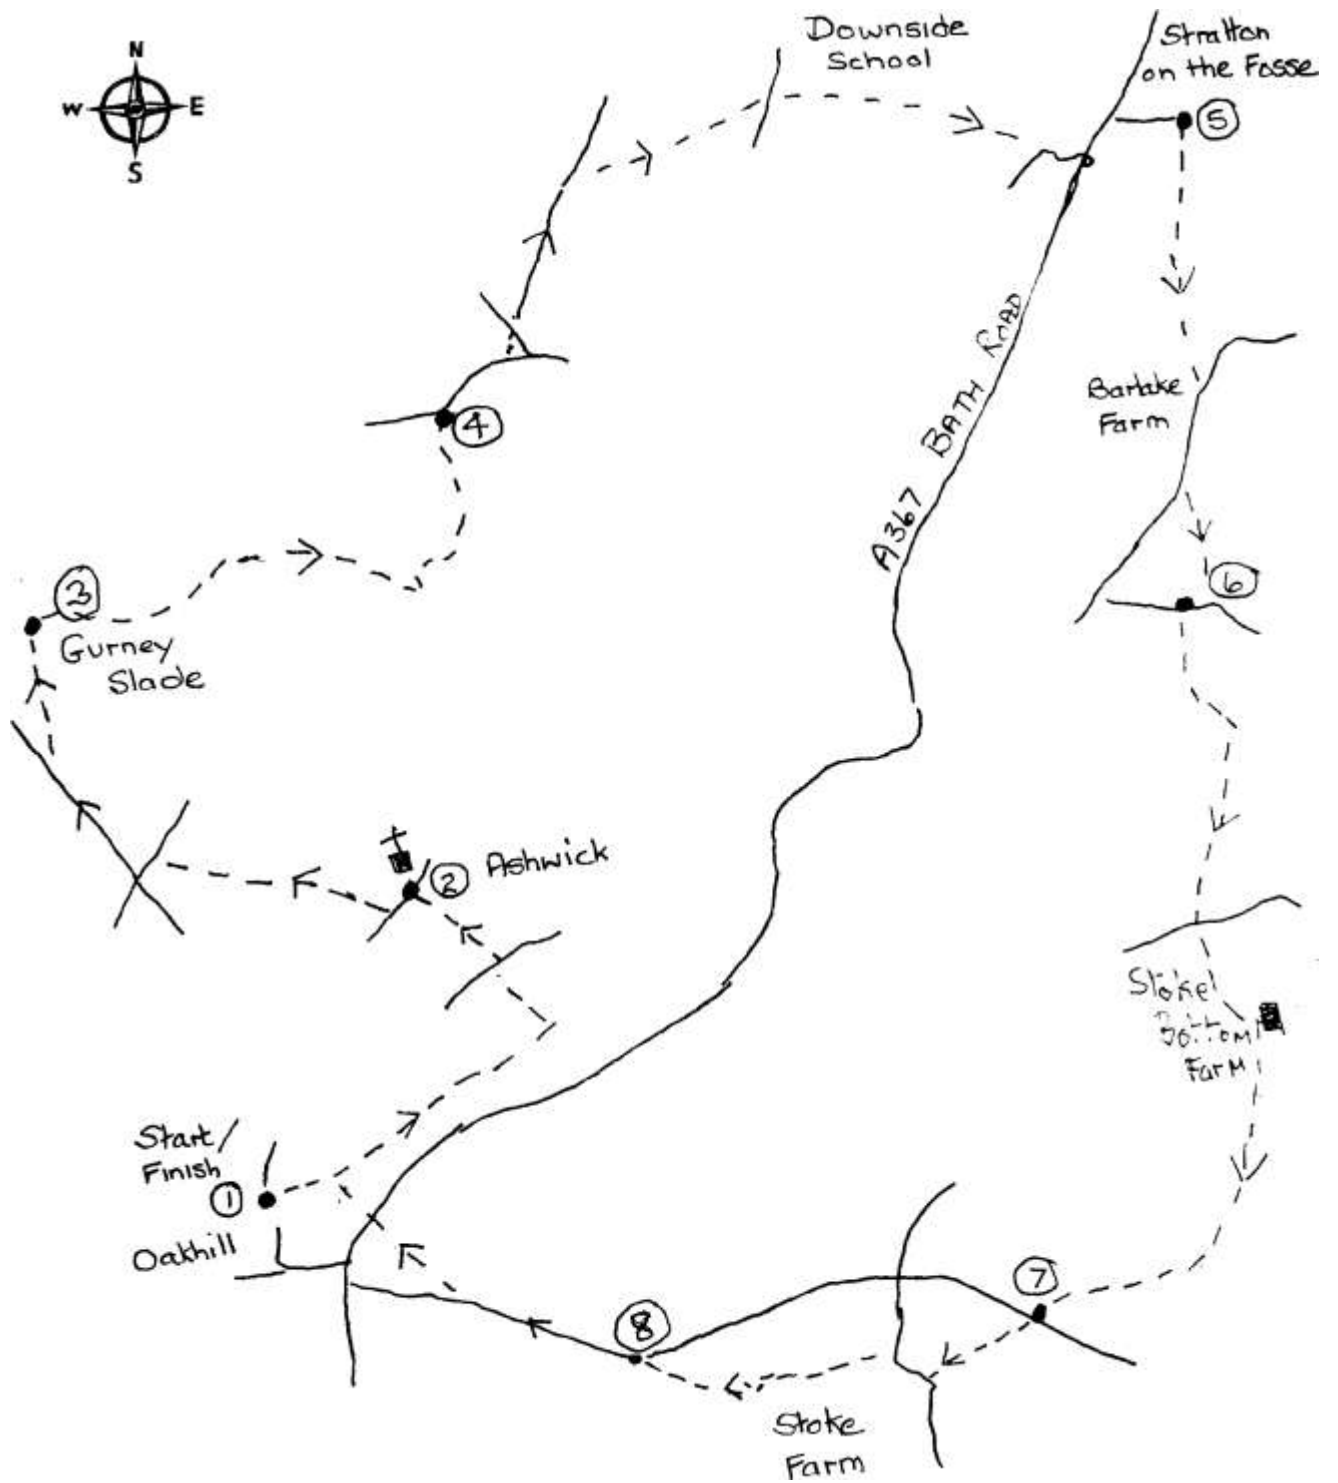 Downside
School
Stratton
on the Fosse
N
W E
S
5
A367 BATH ROAD
Barlake
Farm
4
6
3
Gurney
Slade
2 Ashwick
Stoke
Bottom
Farm
Start/
Finish
1
Oakhill
7
8
Stoke
Farm